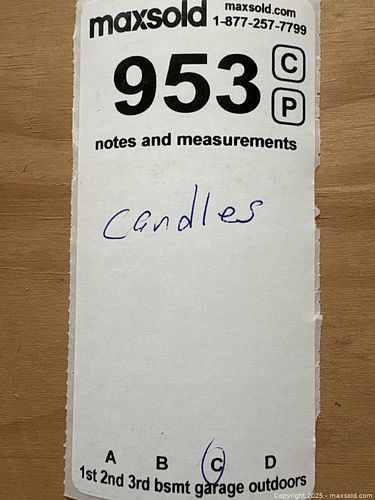 maxsold maxsold.com
1-877-257-7799
953 C
P
notes and measurements
candles
A B C D
1st 2nd 3rd bsmt garage outdoors
Copyright 2025 - maxsold.com